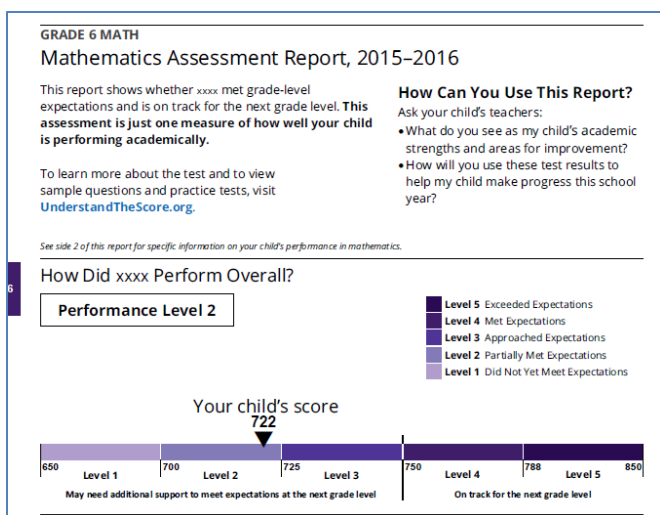 GRADE 6 MATH
Mathematics Assessment Report, 2015–2016
This report shows whether xxxx met grade-level
expectations and is on track for the next grade level. This
assessment is just one measure of how well your child
is performing academically.
To learn more about the test and to view
sample questions and practice tests, visit
UnderstandTheScore.org.
How Can You Use This Report?
Ask your child's teachers:
• What do you see as my child's academic
strengths and areas for improvement?
• How will you use these test results to
help my child make progress this school
year?
See side 2 of this report for specific information on your child's performance in mathematics.
6
How Did xxxx Perform Overall?
Performance Level 2
Level 5 Exceeded Expectations
Level 4 Met Expectations
Level 3 Approached Expectations
Level 2 Partially Met Expectations
Level 1 Did Not Yet Meet Expectations
Your child's score
722
650 700 725 750 788 850
Level 1 Level 2 Level 3 Level 4 Level 5
May need additional support to meet expectations at the next grade level On track for the next grade level